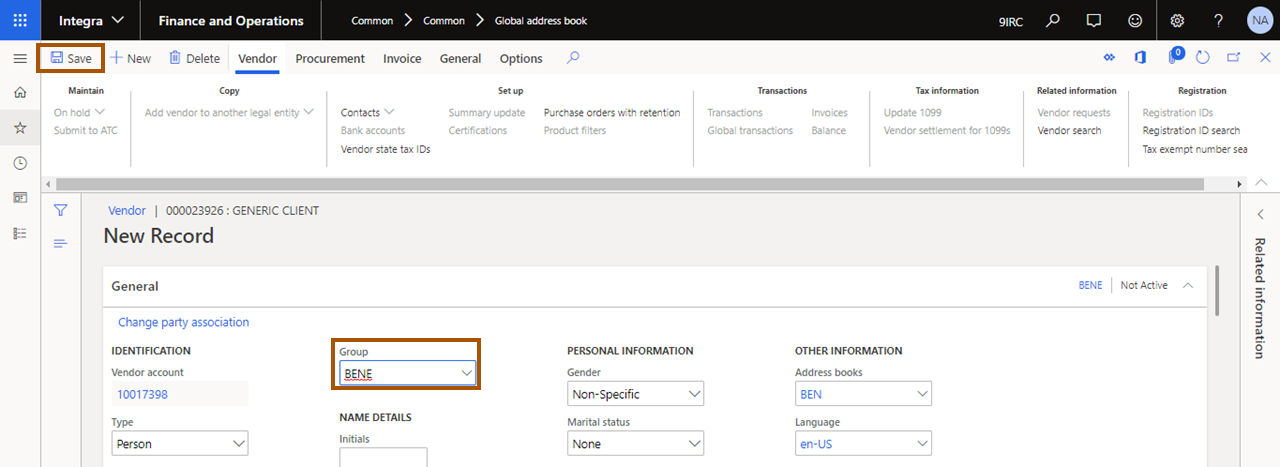 Integra Finance and Operations Common > Common > Global address book 9IRC ? NA
Save New Delete Vendor Procurement Invoice General Options 0
Maintain Copy Set up Transactions Tax information Related information Registration
On hold Add vendor to another legal entity Contacts Summary update Purchase orders with retention Transactions Invoices Update 1099 Vendor requests Registration IDs
Submit to ATC Bank accounts Certifications Product filters Global transactions Balance Vendor settlement for 1099s Vendor search Registration ID search
Vendor state tax IDs Tax exempt number sea
Vendor | 000023926 : GENERIC CLIENT
New Record
Related information
General BENE Not Active
Change party association
IDENTIFICATION Group PERSONAL INFORMATION OTHER INFORMATION
Vendor account BENE Gender Address books
10017398 Non-Specific BEN
Type NAME DETAILS Marital status Language
Person Initials None en-US